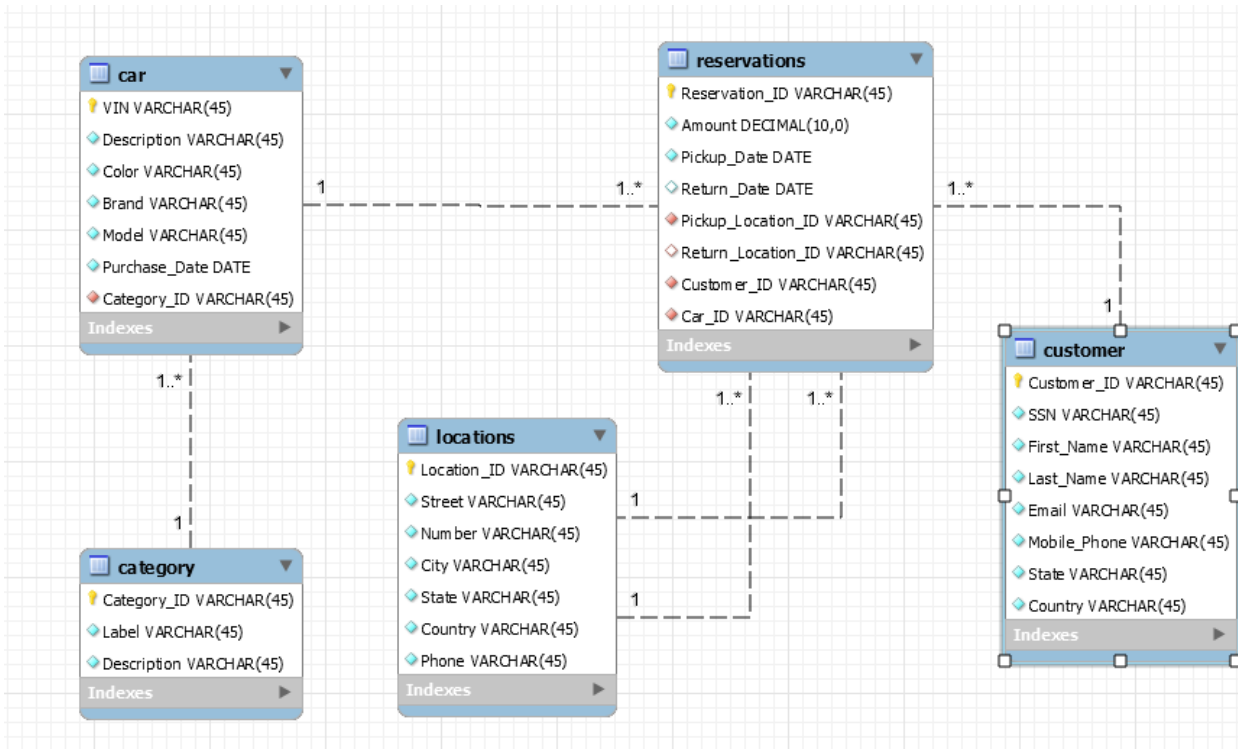 car
VIN VARCHAR(45)
Description VARCHAR(45)
Color VARCHAR(45)
Brand VARCHAR(45)
Model VARCHAR(45)
Purchase_Date DATE
Category_ID VARCHAR(45)
Indexes
1
1..*
reservations
Reservation_ID VARCHAR(45)
Amount DECIMAL(10,0)
Pickup_Date DATE
Return_Date DATE
Pickup_Location_ID VARCHAR(45)
Return_Location_ID VARCHAR(45)
Customer_ID VARCHAR(45)
Car_ID VARCHAR(45)
Indexes
1..*
1
customer
Customer_ID VARCHAR(45)
SSN VARCHAR(45)
First_Name VARCHAR(45)
Last_Name VARCHAR(45)
Email VARCHAR(45)
Mobile_Phone VARCHAR(45)
State VARCHAR(45)
Country VARCHAR(45)
Indexes
1..*
1
category
Category_ID VARCHAR(45)
Label VARCHAR(45)
Description VARCHAR(45)
Indexes
1..*
1..*
locations
Location_ID VARCHAR(45)
Street VARCHAR(45)
Number VARCHAR(45)
City VARCHAR(45)
State VARCHAR(45)
Country VARCHAR(45)
Phone VARCHAR(45)
Indexes
1
1